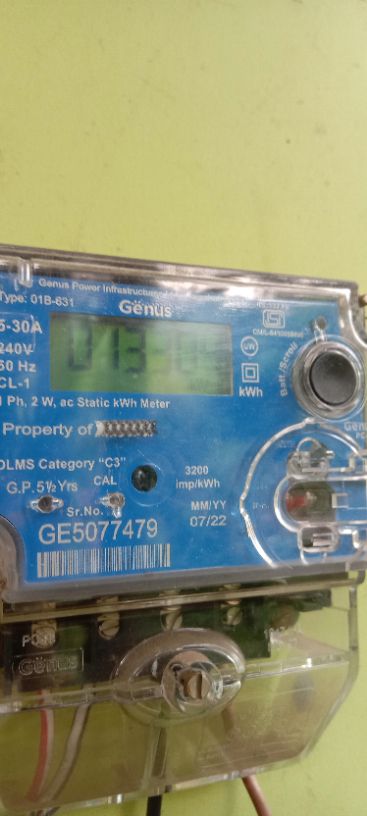 Genus Power Infrastructures
Type: 01B-631
Genus
5-30A
240V
50 Hz
CL-1
kWh
1 Ph, 2 W, ac Static kWh Meter
Batt./Scroll
Property of
Genus
DLMS Category "C3"
G.P. 5½ Yrs
CAL
3200
imp/kWh
Sr.No.
MM/YY
07/22
GE5077479
Genus